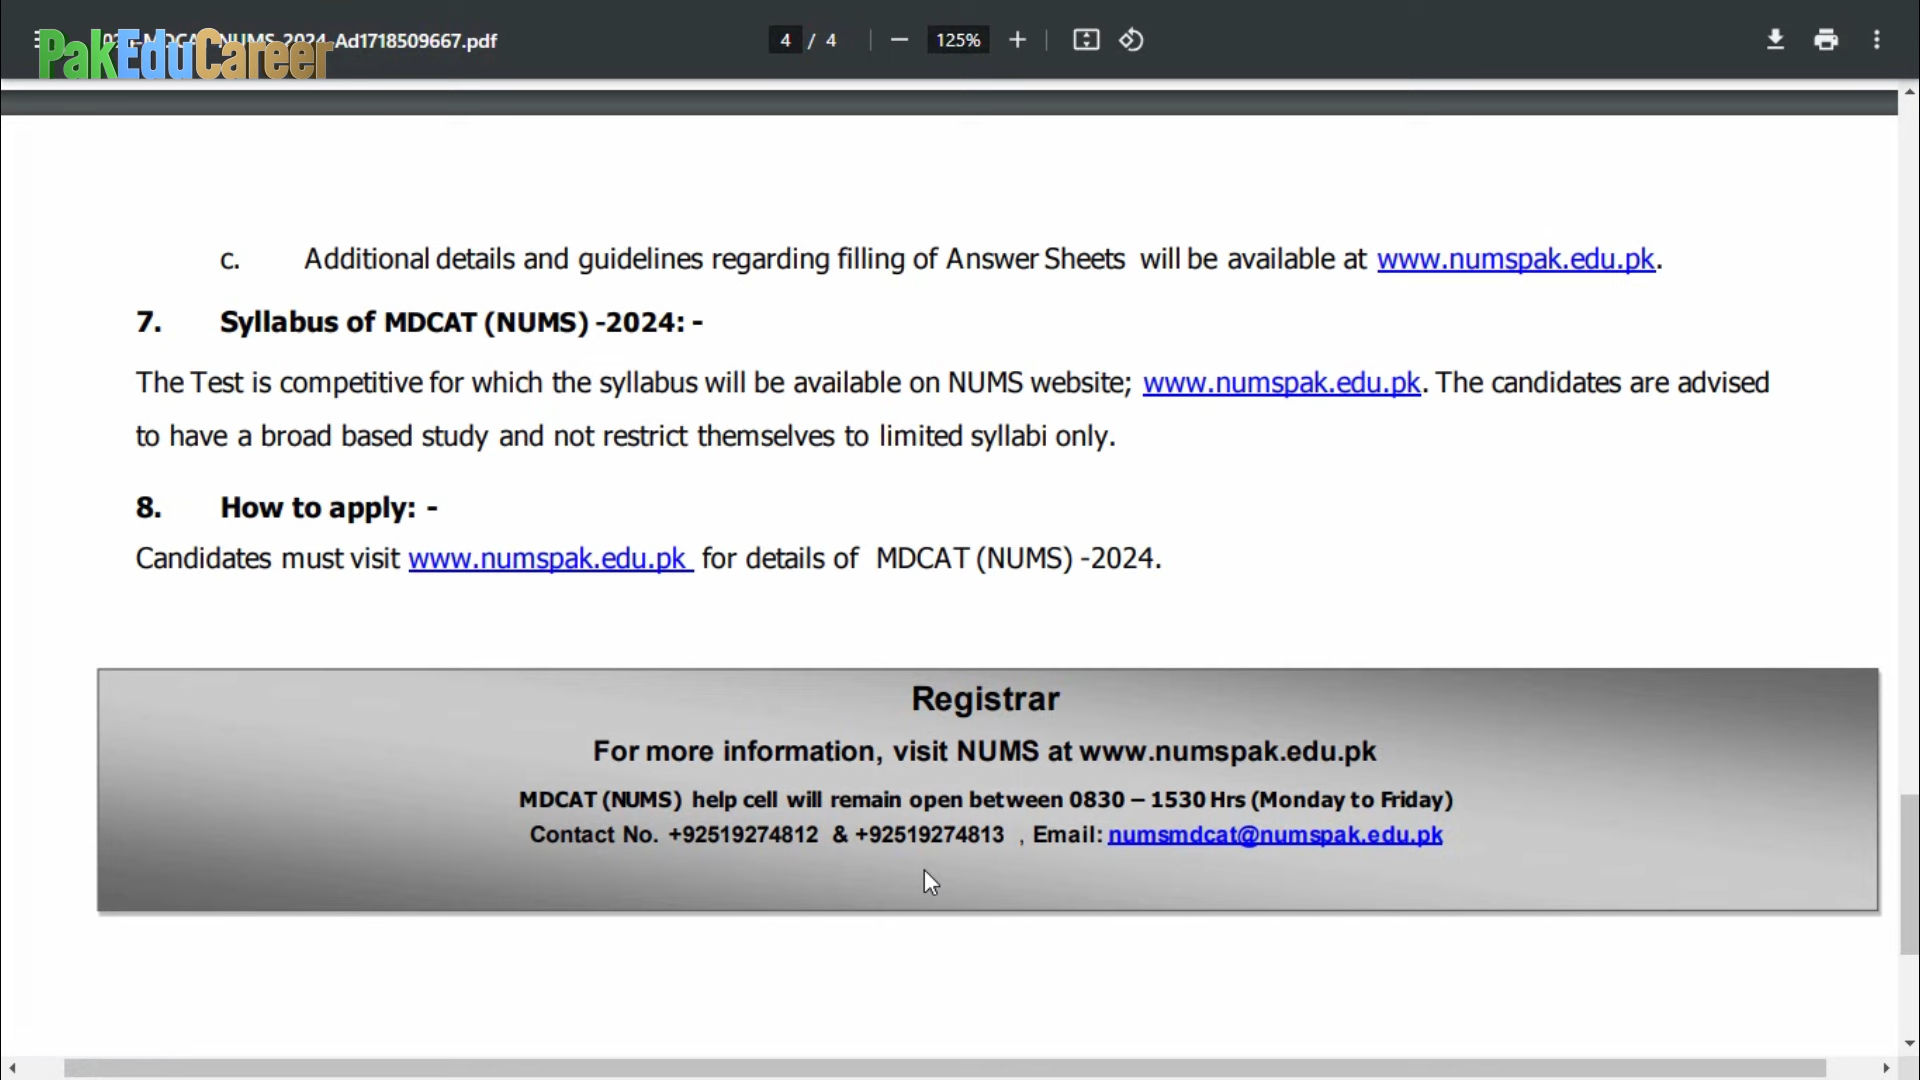 PakEduCareer
NUMS-2024-Ad1718509667.pdf
4 / 4
125%
c. Additional details and guidelines regarding filling of Answer Sheets will be available at www.numspak.edu.pk.
7. Syllabus of MDCAT (NUMS) -2024: -
The Test is competitive for which the syllabus will be available on NUMS website; www.numspak.edu.pk. The candidates are advised
to have a broad based study and not restrict themselves to limited syllabi only.
8. How to apply: -
Candidates must visit www.numspak.edu.pk for details of MDCAT (NUMS) -2024.
Registrar
For more information, visit NUMS at www.numspak.edu.pk
MDCAT (NUMS) help cell will remain open between 0830 – 1530 Hrs (Monday to Friday)
Contact No. +92519274812 & +92519274813 , Email: numsmdcat@numspak.edu.pk